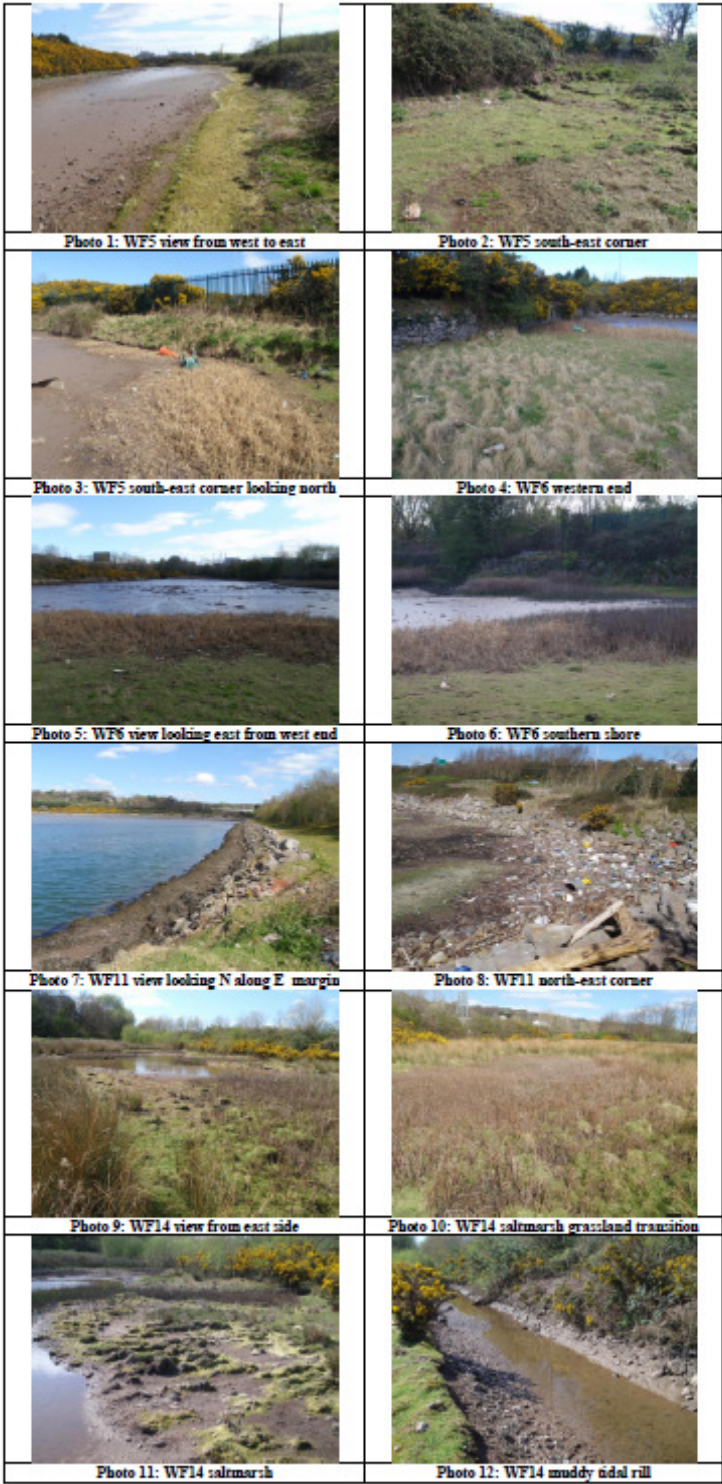 Photo 1: WF5 view from west to east
Photo 2: WF5 south-east corner
Photo 3: WF5 south-east corner looking north
Photo 4: WF6 western end
Photo 5: WF6 view looking east from west end
Photo 6: WF6 southern shore
Photo 7: WF11 view looking N along E margin
Photo 8: WF11 north-east corner
Photo 9: WF14 view from east side
Photo 10: WF14 saltmarsh grassland transition
Photo 11: WF14 saltmarsh
Photo 12: WF14 muddy tidal rill